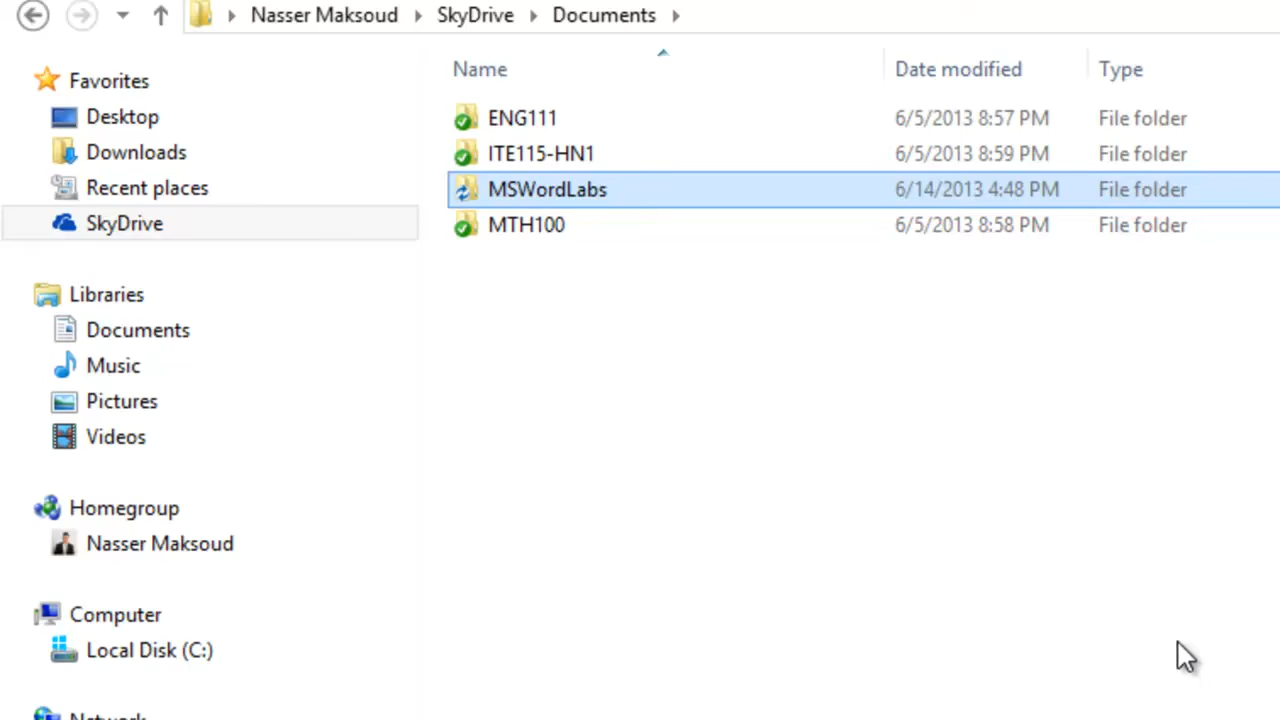 Nasser Maksoud SkyDrive Documents
Name Date modified Type
Favorites
Desktop
Downloads
Recent places
SkyDrive
Libraries
Documents
Music
Pictures
Videos
Homegroup
Nasser Maksoud
Computer
Local Disk (C:)
Network
ENG111 6/5/2013 8:57 PM File folder
ITE115-HN1 6/5/2013 8:59 PM File folder
MSWordLabs 6/14/2013 4:48 PM File folder
MTH100 6/5/2013 8:58 PM File folder